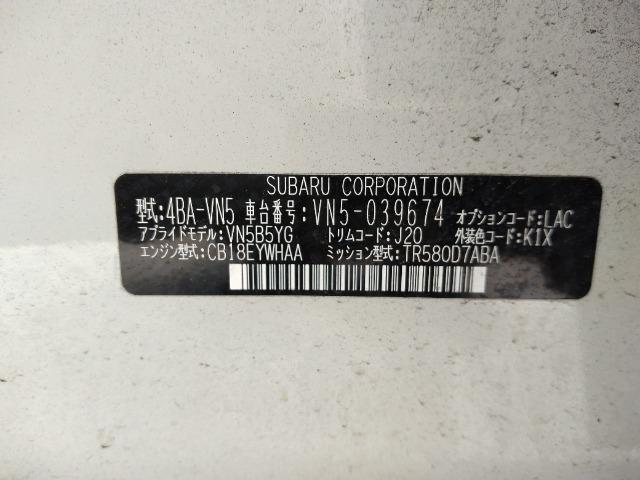 SUBARU CORPORATION
型式:4BA-VN5 車台番号:VN5-039674 オプションコード:LAC
アプライドモデル:VN5B5YG トリムコード:J20 外装色コード:K1X
エンジン型式:CB18EYWHAA ミッション型式:TR580D7ABA